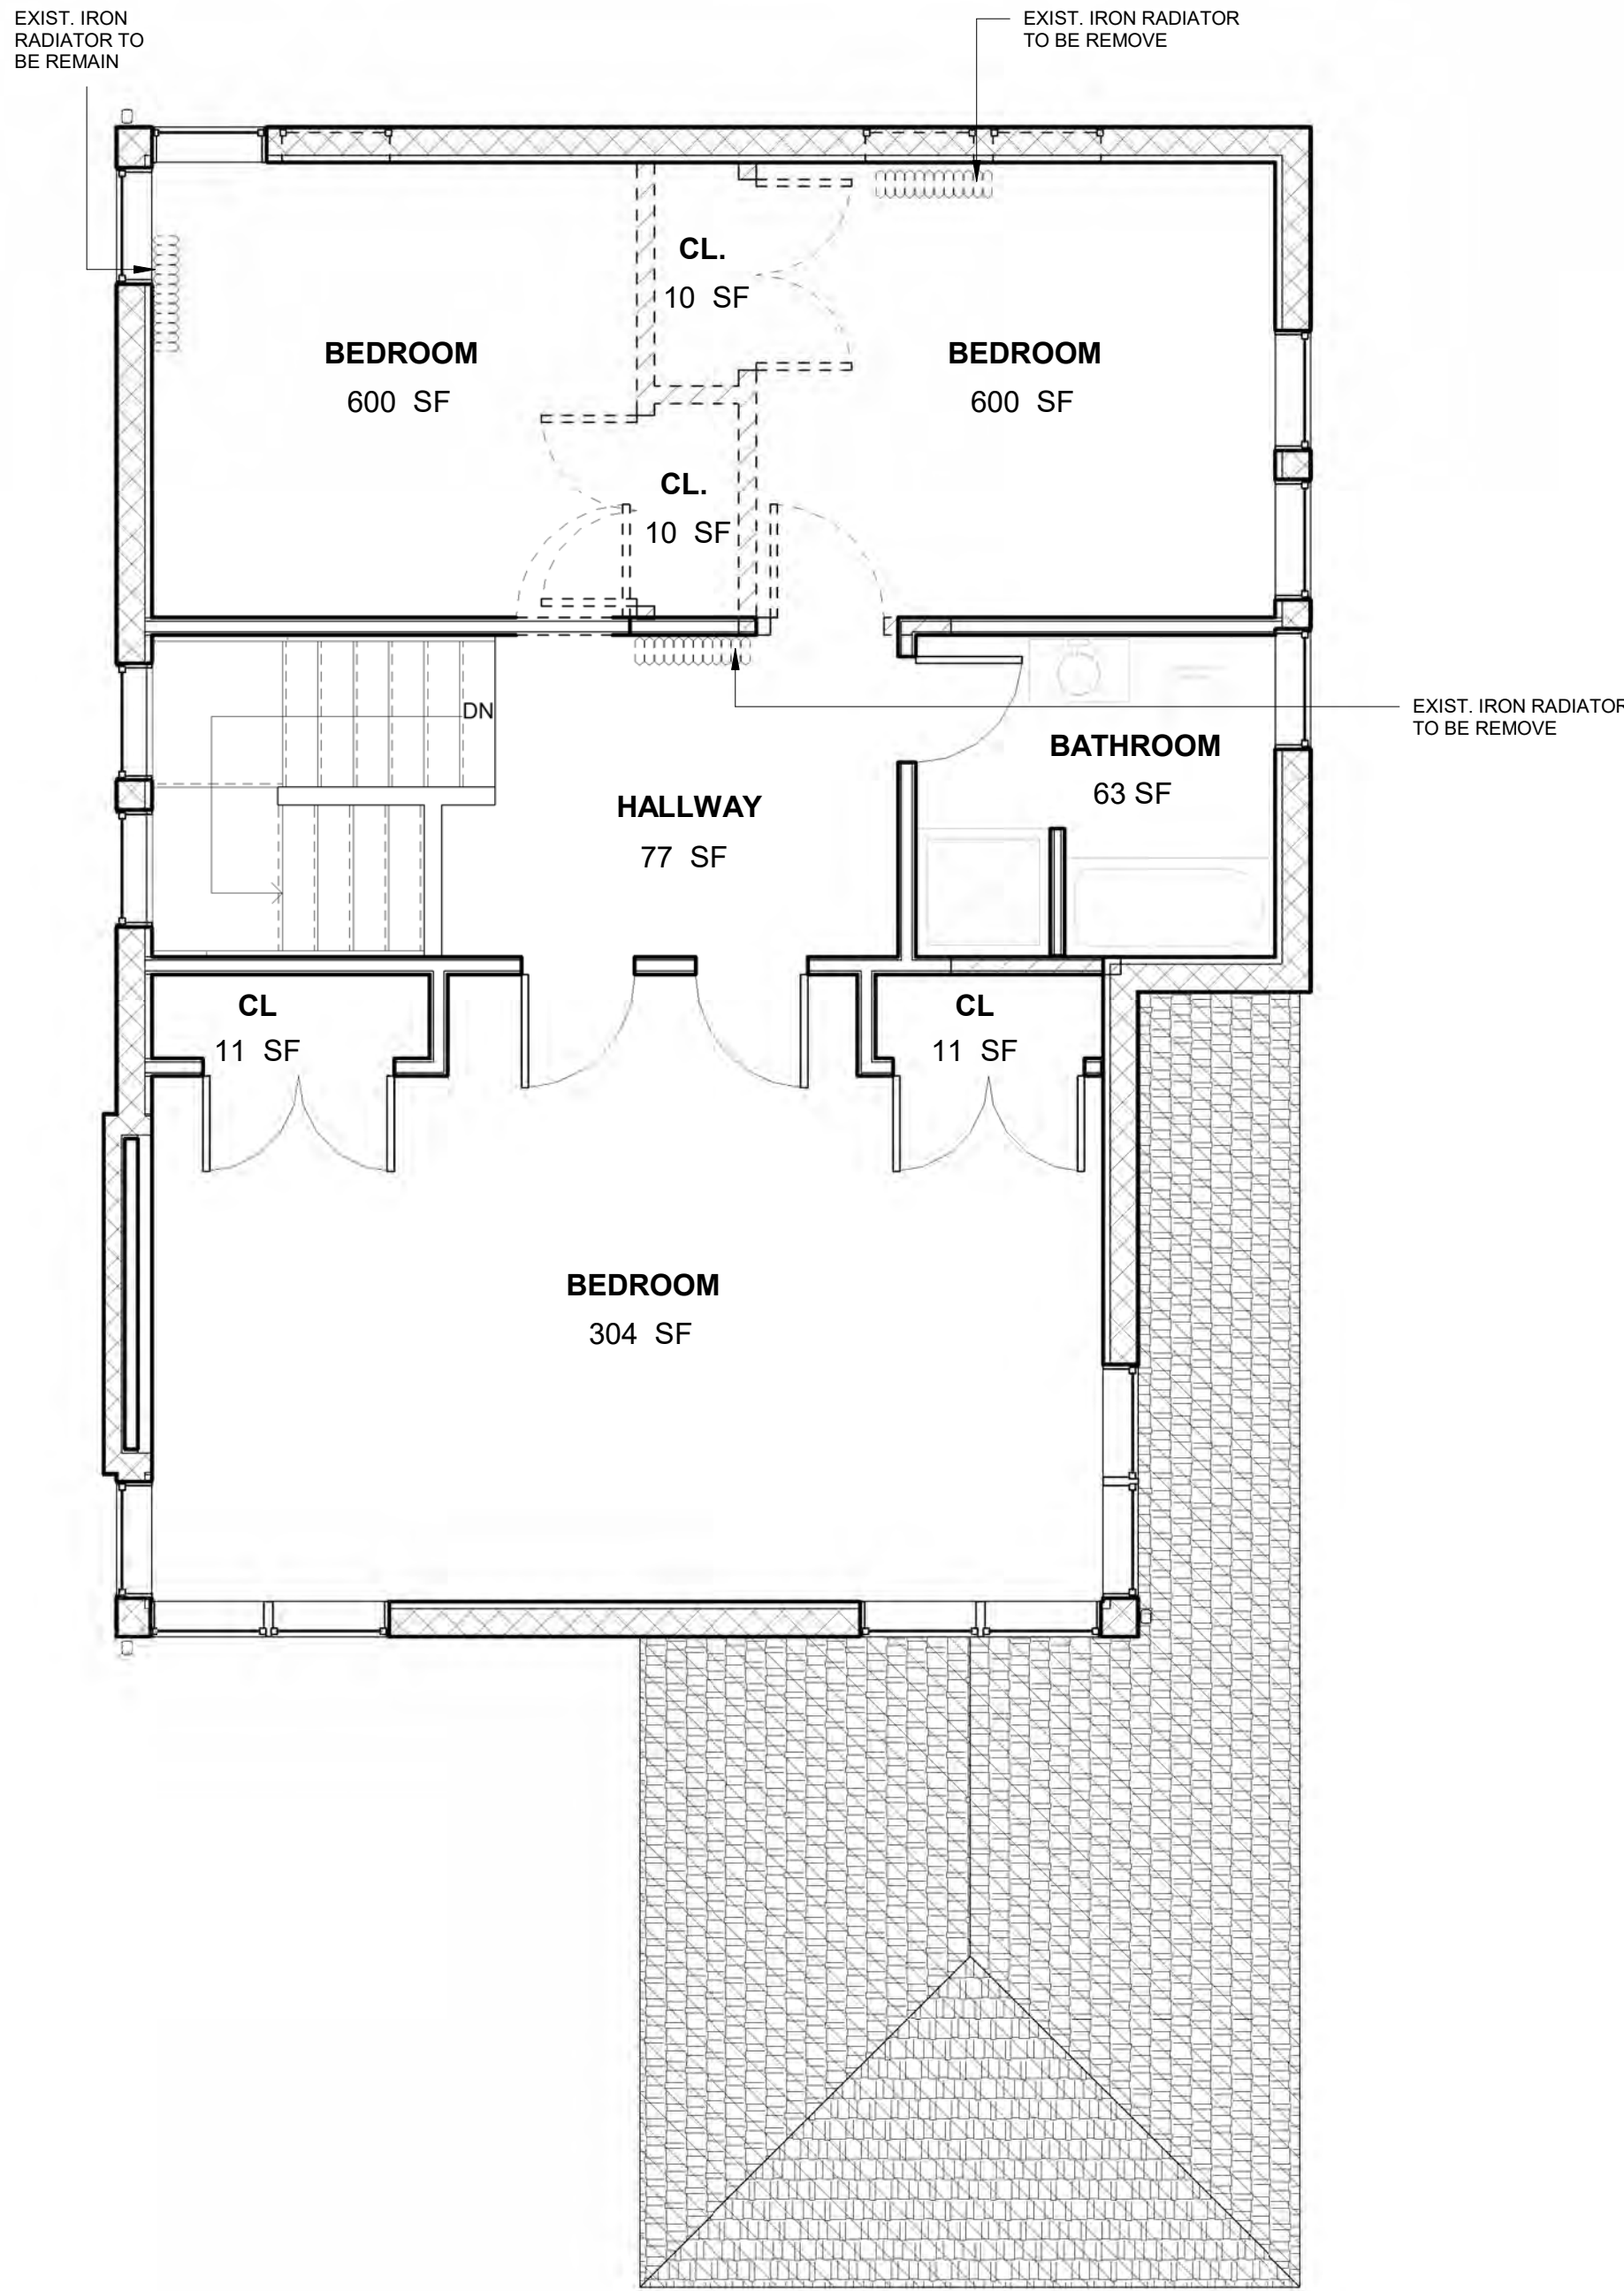 EXIST. IRON
RADIATOR TO
BE REMAIN
EXIST. IRON RADIATOR
TO BE REMOVE
CL.
10 SF
BEDROOM
600 SF
BEDROOM
600 SF
CL.
10 SF
DN
EXIST. IRON RADIATOR
TO BE REMOVE
BATHROOM
63 SF
HALLWAY
77 SF
CL
11 SF
CL
11 SF
BEDROOM
304 SF